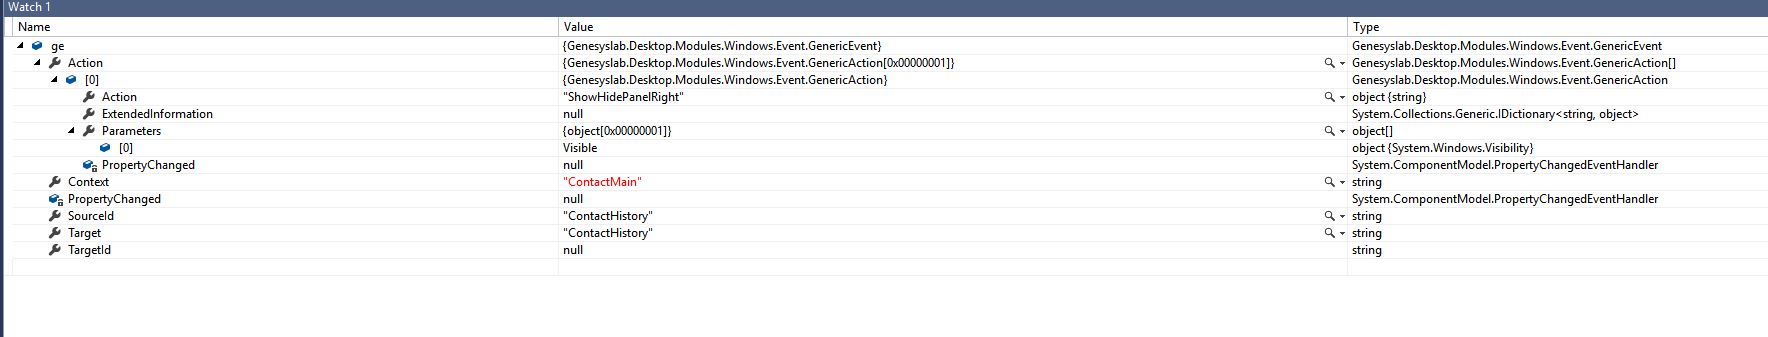 Watch 1
Name Value Type
ge {Genesyslab.Desktop.Modules.Windows.Event.GenericEvent} Genesyslab.Desktop.Modules.Windows.Event.GenericEvent
Action {Genesyslab.Desktop.Modules.Windows.Event.GenericAction[0x00000001]} Genesyslab.Desktop.Modules.Windows.Event.GenericAction[]
[0] {Genesyslab.Desktop.Modules.Windows.Event.GenericAction} Genesyslab.Desktop.Modules.Windows.Event.GenericAction
Action "ShowHidePanelRight" object {string}
ExtendedInformation null System.Collections.Generic.IDictionary<string, object>
Parameters {object[0x00000001]} object[]
[0] Visible object {System.Windows.Visibility}
PropertyChanged null System.ComponentModel.PropertyChangedEventHandler
Context "ContactMain" string
PropertyChanged null System.ComponentModel.PropertyChangedEventHandler
SourceId "ContactHistory" string
Target "ContactHistory" string
TargetId null string